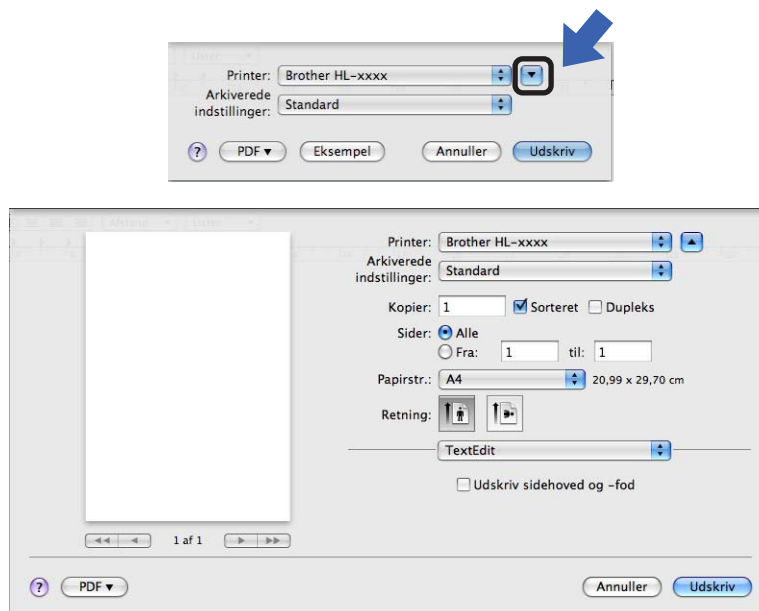 Printer: Brother HL-xxxx
Arkiverede indstillinger: Standard
? PDF Eksempel Annuller Udskriv
Printer: Brother HL-xxxx
Arkiverede indstillinger: Standard
Kopier: 1 Sorteret Dupleks
Sider: Alle
Fra: 1 til: 1
Papirstr.: A4 20,99 x 29,70 cm
Retning:
TextEdit
Udskriv sidehoved og -fod
1 af 1
? PDF Annuller Udskriv